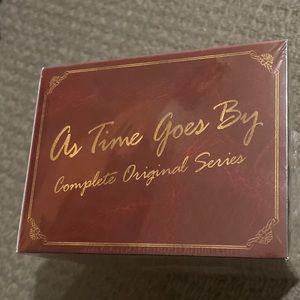 As Time Goes By
Complete Original Series